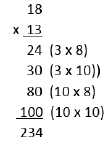 18
x 13
24 (3 x 8)
30 (3 x 10))
80 (10 x 8)
100 (10 x 10)
234